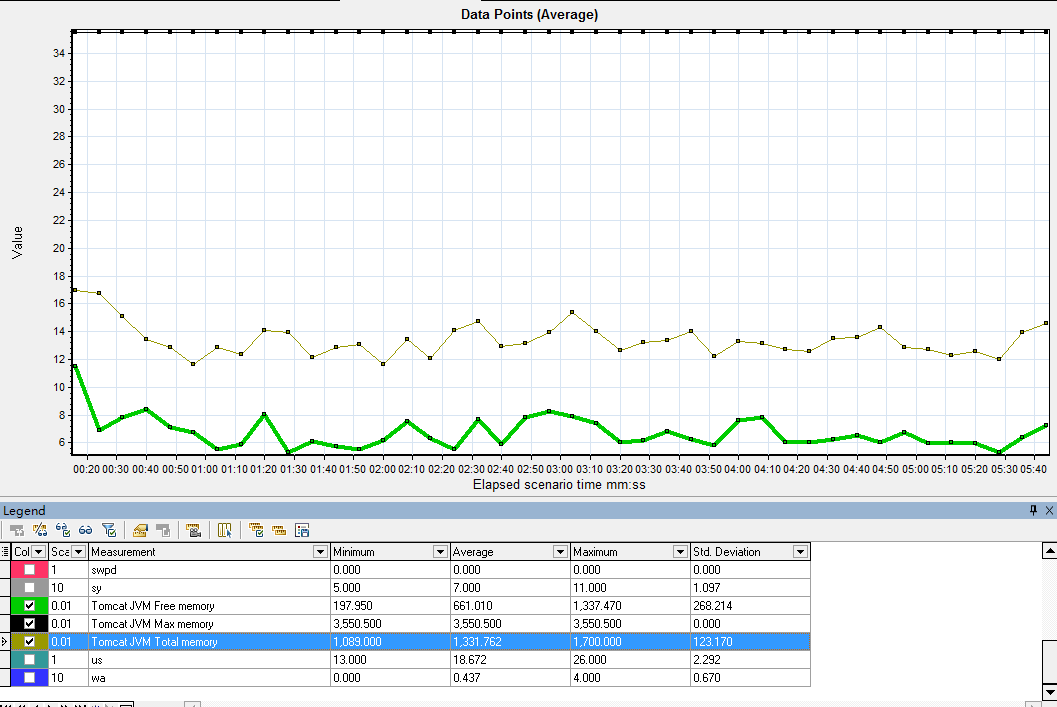 Data Points (Average)
34
32
30
28
26
24
22
20
18
16
14
12
10
8
6
Value
00:20 00:30 00:40 00:50 01:00 01:10 01:20 01:30 01:40 01:50 02:00 02:10 02:20 02:30 02:40 02:50 03:00 03:10 03:20 03:30 03:40 03:50 04:00 04:10 04:20 04:30 04:40 04:50 05:00 05:10 05:20 05:30 05:40
Elapsed scenario time mm:ss
Legend
Col Sca Measurement Minimum Average Maximum Std. Deviation
1 swpd 0.000 0.000 0.000 0.000
10 sy 5.000 7.000 11.000 1.097
0.01 Tomcat JVM Free memory 197.950 661.010 1,337.470 268.214
0.01 Tomcat JVM Max memory 3,550.500 3,550.500 3,550.500 0.000
0.01 Tomcat JVM Total memory 1,089.000 1,331.762 1,700.000 123.170
1 us 13.000 18.672 26.000 2.292
10 wa 0.000 0.437 4.000 0.670